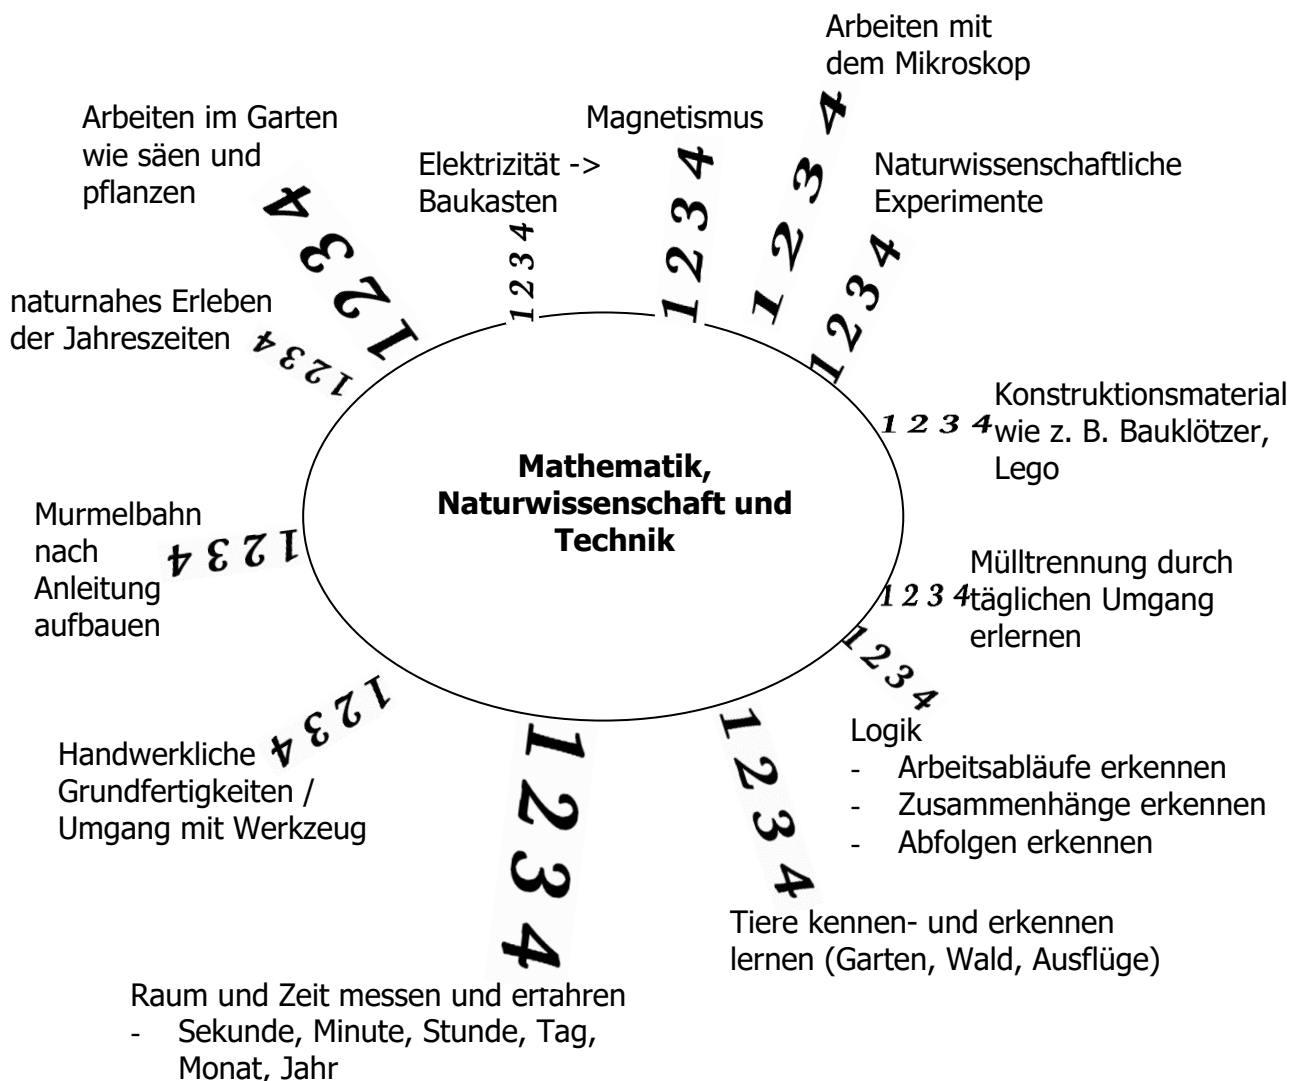 Arbeiten mit
dem Mikroskop
Magnetismus
Arbeiten im Garten
wie säen und
pflanzen
Elektrizität ->
Baukasten
Naturwissenschaftliche
Experimente
1 2 3 4
1 2 3 4
1 2 3 4
1 2 3 4
1 2 3 4
naturnahes Erleben
der Jahreszeiten
1 2 3 4
Konstruktionsmaterial
1 2 3 4 wie z. B. Bauklötzer,
Lego
Mathematik,
Naturwissenschaft und
Technik
Murmelbahn
nach
Anleitung
aufbauen
1 2 3 4
Mülltrennung durch
1 2 3 4 täglichen Umgang
erlernen
1 2 3 4
Logik
- Arbeitsabläufe erkennen
- Zusammenhänge erkennen
- Abfolgen erkennen
Handwerkliche
Grundfertigkeiten /
Umgang mit Werkzeug
1 2 3 4
1 2 3 4
1 2 3 4
Tiere kennen- und erkennen
lernen (Garten, Wald, Ausflüge)
Raum und Zeit messen und erfahren
- Sekunde, Minute, Stunde, Tag,
Monat, Jahr